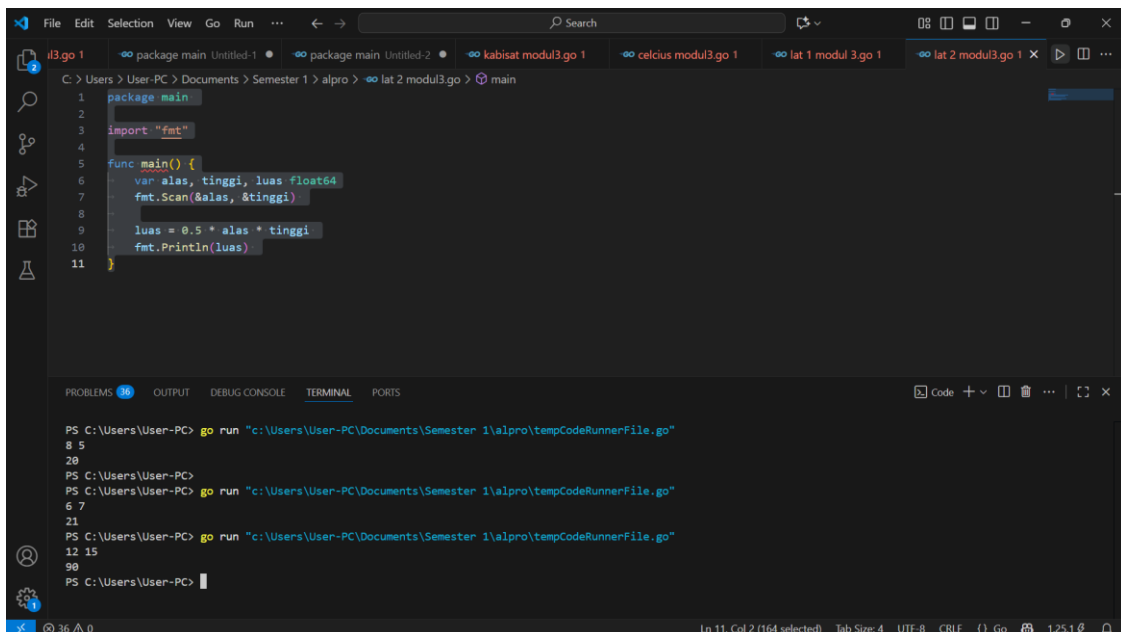 File Edit Selection View Go Run ··· ← → Search
l3.go 1 package main Untitled-1 ● package main Untitled-2 ● kabisat modul3.go 1 celcius modul3.go 1 lat 1 modul 3.go 1 lat 2 modul3.go 1 ×
C: > Users > User-PC > Documents > Semester 1 > alpro > lat 2 modul3.go > main
1 package main
2
3 import "fmt"
4
5 func main() {
6 var alas, tinggi, luas float64
7 fmt.Scan(&alas, &tinggi)
8
9 luas = 0.5 * alas * tinggi
10 fmt.Println(luas)
11 }
PROBLEMS 36 OUTPUT DEBUG CONSOLE TERMINAL PORTS Code
PS C:\Users\User-PC> go run "c:\Users\User-PC\Documents\Semester 1\alpro\tempCodeRunnerFile.go"
8 5
20
PS C:\Users\User-PC>
PS C:\Users\User-PC> go run "c:\Users\User-PC\Documents\Semester 1\alpro\tempCodeRunnerFile.go"
6 7
21
PS C:\Users\User-PC> go run "c:\Users\User-PC\Documents\Semester 1\alpro\tempCodeRunnerFile.go"
12 15
90
PS C:\Users\User-PC>
2
1
36 0 Ln 11, Col 2 (164 selected) Tab Size: 4 UTF-8 CRLF {} Go 1.25.1